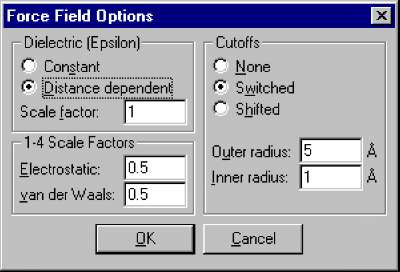 Force Field Options
Dielectric (Epsilon)
Constant
Distance dependent
Scale factor: 1
1-4 Scale Factors
Electrostatic: 0.5
van der Waals: 0.5
Cutoffs
None
Switched
Shifted
Outer radius: 5 Å
Inner radius: 1 Å
OK Cancel